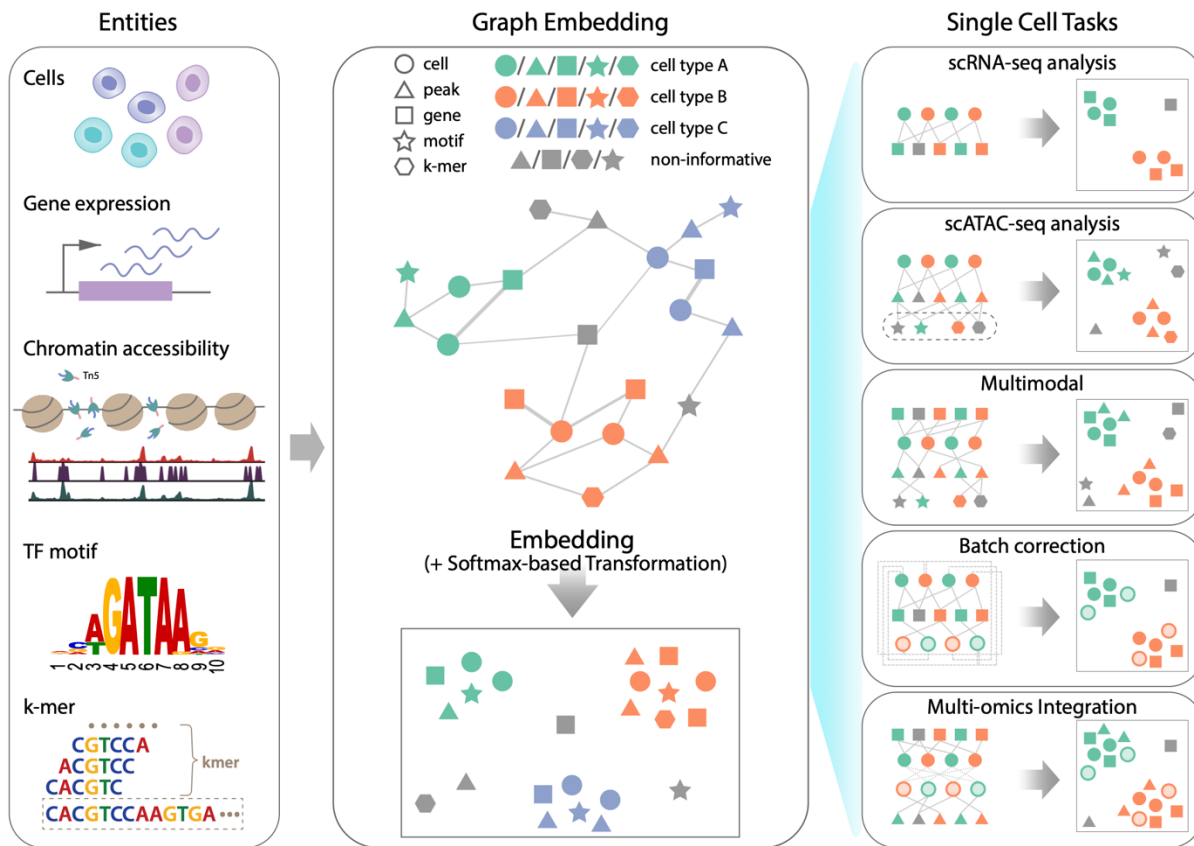 Entities
Cells
Gene expression
Chromatin accessibility
Tn5
TF motif
AGATAAG
1 2 3 4 5 6 7 8 9 10
k-mer
CGTCCA
ACGTCC
CACGTC
kmer
CACGTCCAAGTGA
Graph Embedding
cell
peak
gene
motif
k-mer
/ / / / cell type A
/ / / / cell type B
/ / / / cell type C
/ / / non-informative
Embedding
(+ Softmax-based Transformation)
Single Cell Tasks
scRNA-seq analysis
scATAC-seq analysis
Multimodal
Batch correction
Multi-omics Integration